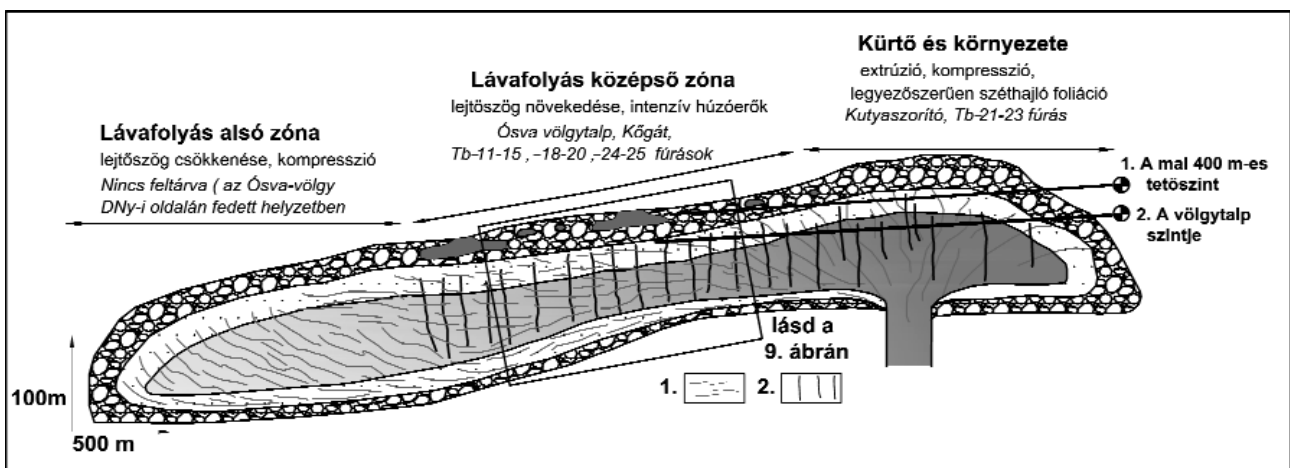 Lávafolyás alsó zóna
lejtőszög csökkenése, kompresszió
Nincs feltárva ( az Ósva-völgy
DNy-i oldalán fedett helyzetben
Lávafolyás középső zóna
lejtöszög növekedése, intenzív húzóerők
Ósva völgytalp, Kőgát,
Tb-11-15 , –18-20 ,–24-25 fúrások
Kürtő és környezete
extrúzió, kompresszió,
legyezőszerűen széthajló foliáció
Kutyaszorító, Tb-21-23 fúrás
1. A mal 400 m-es
tetöszint
2. A völgytalp
szintje
lásd a
9. ábrán
1.
2.
100m
500 m